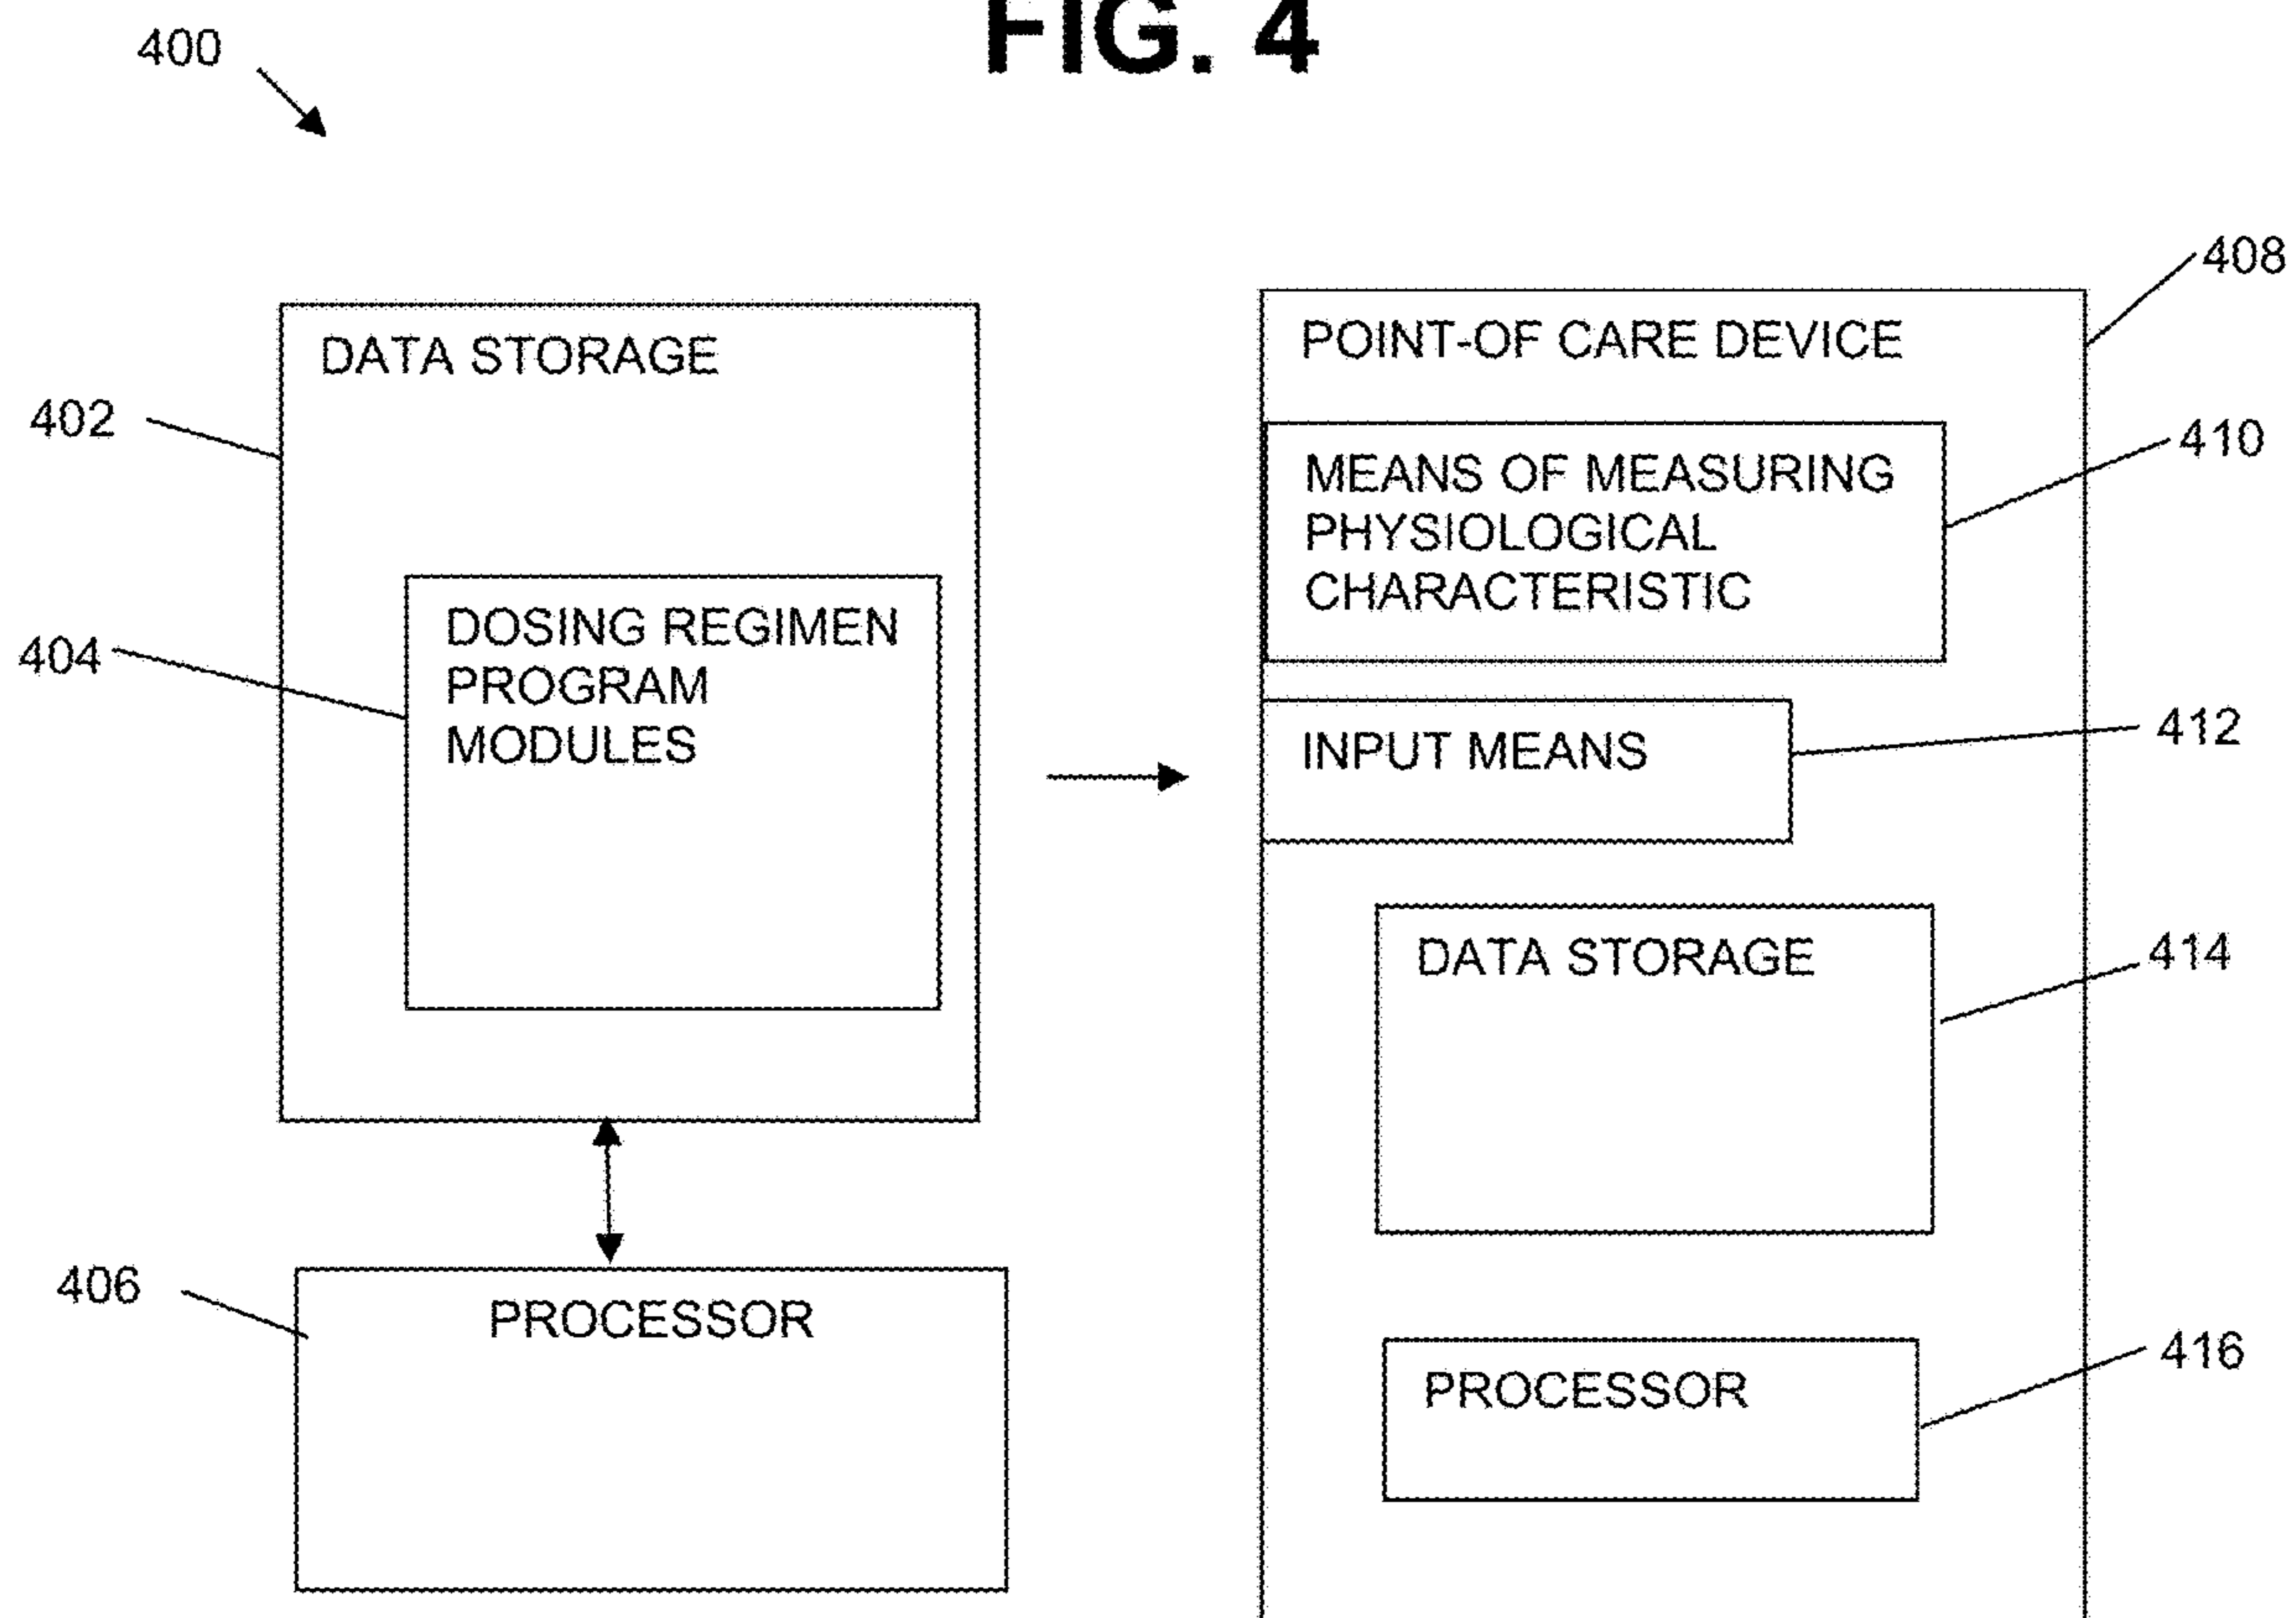 FIG. 4
400
408
POINT-OF CARE DEVICE
DATA STORAGE
402
410
MEANS OF MEASURING
PHYSIOLOGICAL
CHARACTERISTIC
DOSING REGIMEN
PROGRAM
MODULES
404
412
INPUT MEANS
DATA STORAGE
414
406
PROCESSOR
PROCESSOR
416